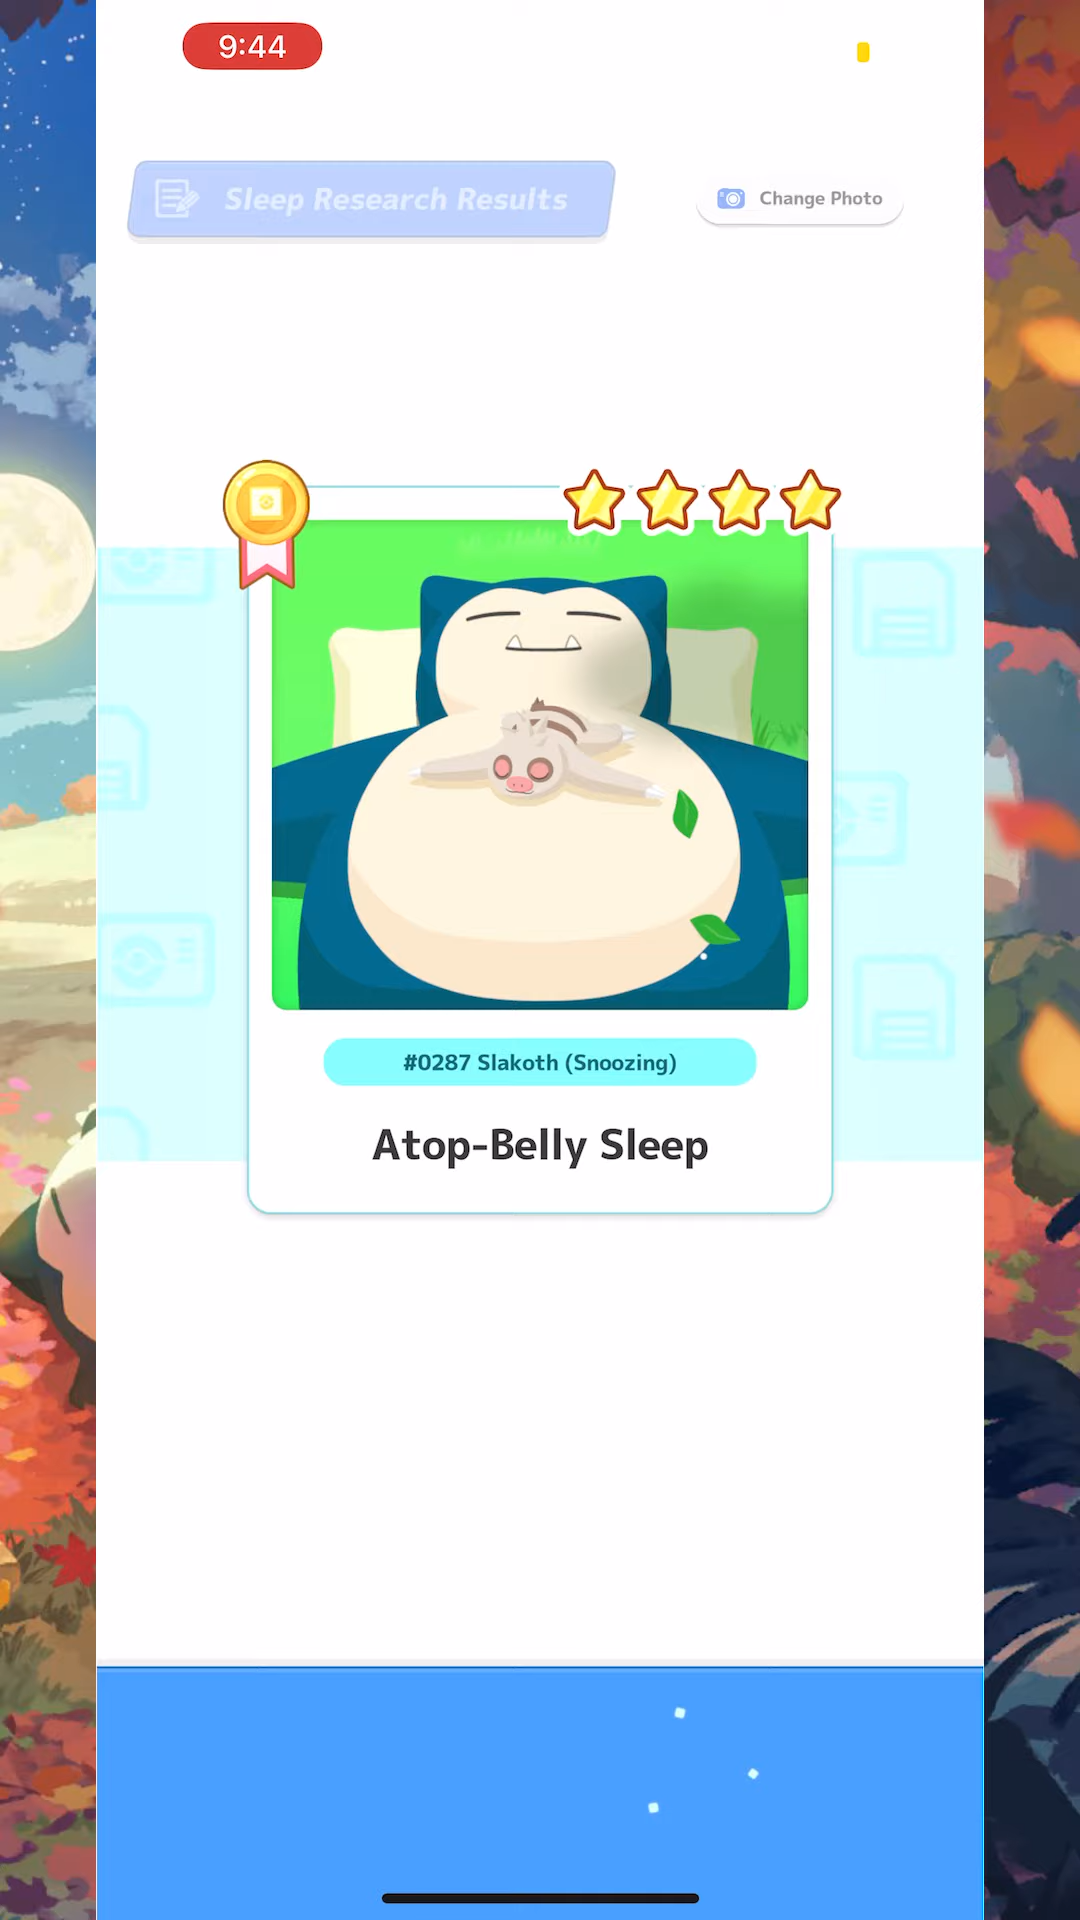 9:44
Sleep Research Results
Change Photo
#0287 Slakoth (Snoozing)
Atop-Belly Sleep